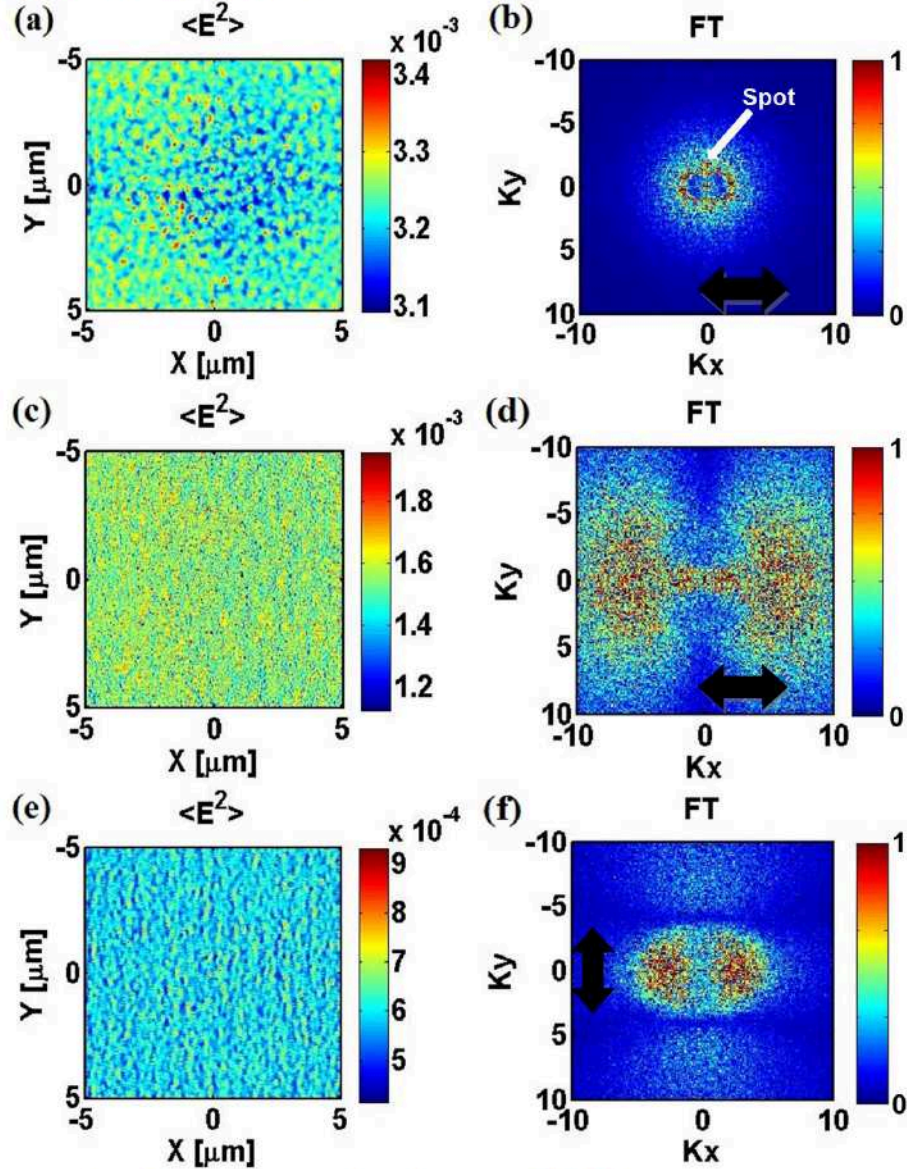 (a)
<E²>
x 10⁻³
-5
0
5
Y [μm]
-5 0 5
X [μm]
3.4
3.3
3.2
3.1
(b)
FT
Spot
-10
-5
0
5
10
Ky
-10 0 10
Kx
1
0
(c)
<E²>
x 10⁻³
-5
0
5
Y [μm]
-5 0 5
X [μm]
1.8
1.6
1.4
1.2
(d)
FT
-10
-5
0
5
10
Ky
-10 0 10
Kx
1
0
(e)
<E²>
x 10⁻⁴
-5
0
5
Y [μm]
-5 0 5
X [μm]
9
8
7
6
5
(f)
FT
-10
-5
0
5
10
Ky
-10 0 10
Kx
1
0